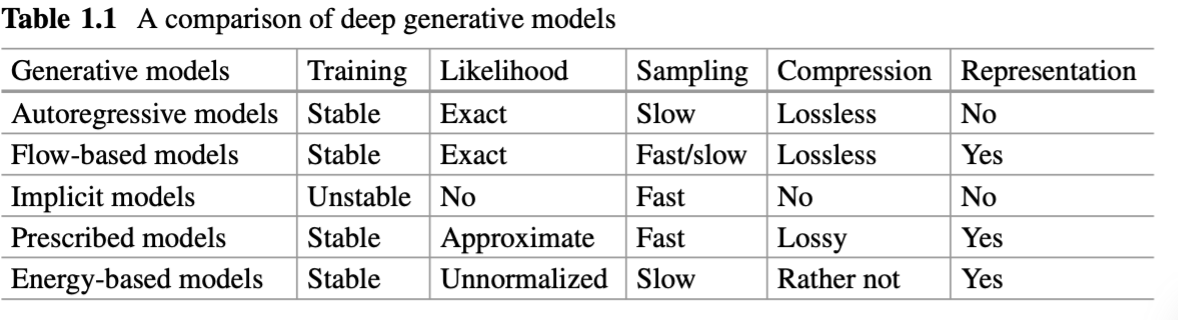 Table 1.1 A comparison of deep generative models
Generative models Training Likelihood Sampling Compression Representation
Autoregressive models Stable Exact Slow Lossless No
Flow-based models Stable Exact Fast/slow Lossless Yes
Implicit models Unstable No Fast No No
Prescribed models Stable Approximate Fast Lossy Yes
Energy-based models Stable Unnormalized Slow Rather not Yes